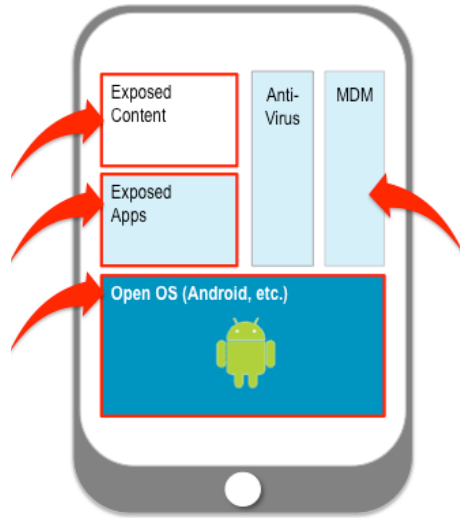 Exposed
Content
Anti-
Virus
MDM
Exposed
Apps
Open OS (Android, etc.)